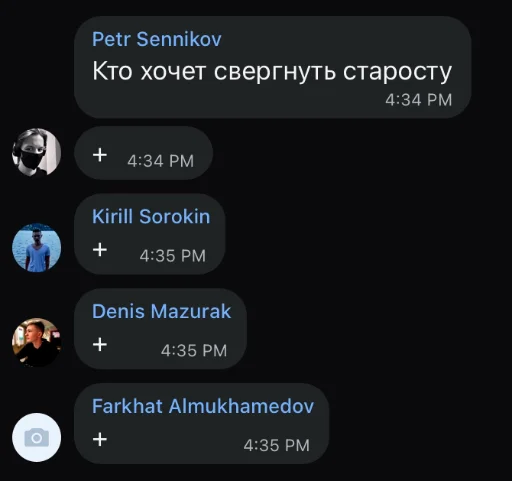 Petr Sennikov
Кто хочет свергнуть старосту
4:34 PM
+ 4:34 PM
Kirill Sorokin
+ 4:35 PM
Denis Mazurak
+ 4:35 PM
Farkhat Almukhamedov
+ 4:35 PM